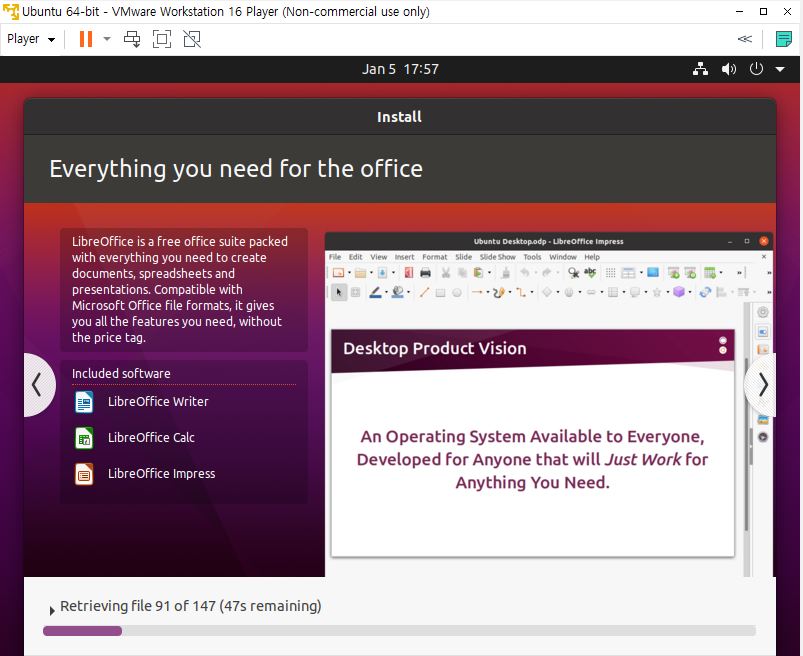 Ubuntu 64-bit - VMware Workstation 16 Player (Non-commercial use only)
Player
Jan 5 17:57
Install
Everything you need for the office
LibreOffice is a free office suite packed
with everything you need to create
documents, spreadsheets and
presentations. Compatible with
Microsoft Office file formats, it gives
you all the features you need, without
the price tag.
Included software
LibreOffice Writer
LibreOffice Calc
LibreOffice Impress
Ubuntu Desktop.odp - LibreOffice Impress
File Edit View Insert Format Slide Slide Show Tools Window Help
abc
Desktop Product Vision
An Operating System Available to Everyone,
Developed for Anyone that will Just Work for
Anything You Need.
Retrieving file 91 of 147 (47s remaining)